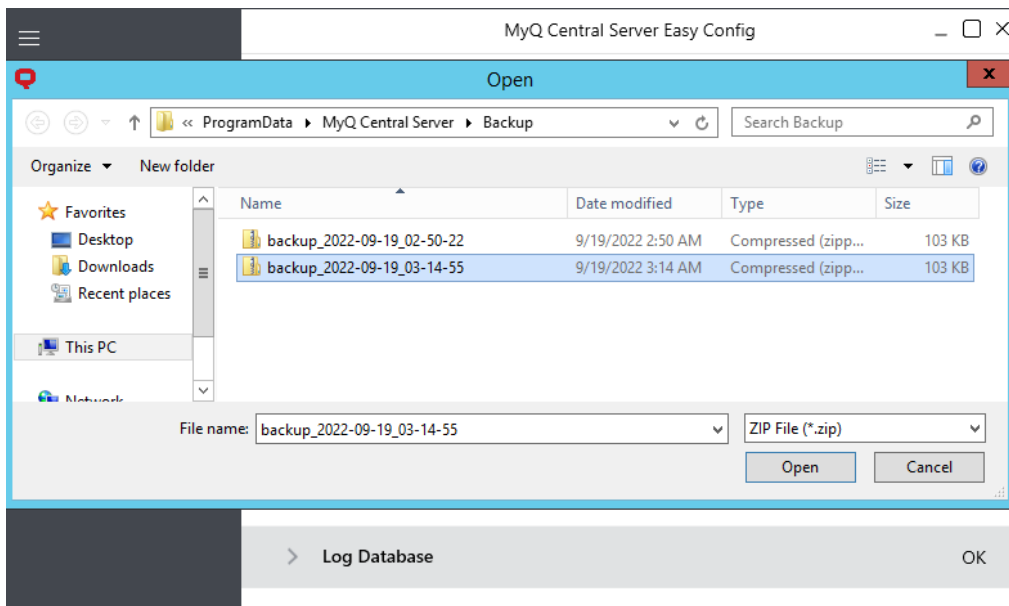 MyQ Central Server Easy Config
Open
« ProgramData MyQ Central Server Backup
Search Backup
Organize New folder
Name Date modified Type Size
Favorites
Desktop
Downloads
Recent places
This PC
Network
backup_2022-09-19_02-50-22 9/19/2022 2:50 AM Compressed (zipp... 103 KB
backup_2022-09-19_03-14-55 9/19/2022 3:14 AM Compressed (zipp... 103 KB
File name: backup_2022-09-19_03-14-55 ZIP File (*.zip)
Open Cancel
Log Database OK